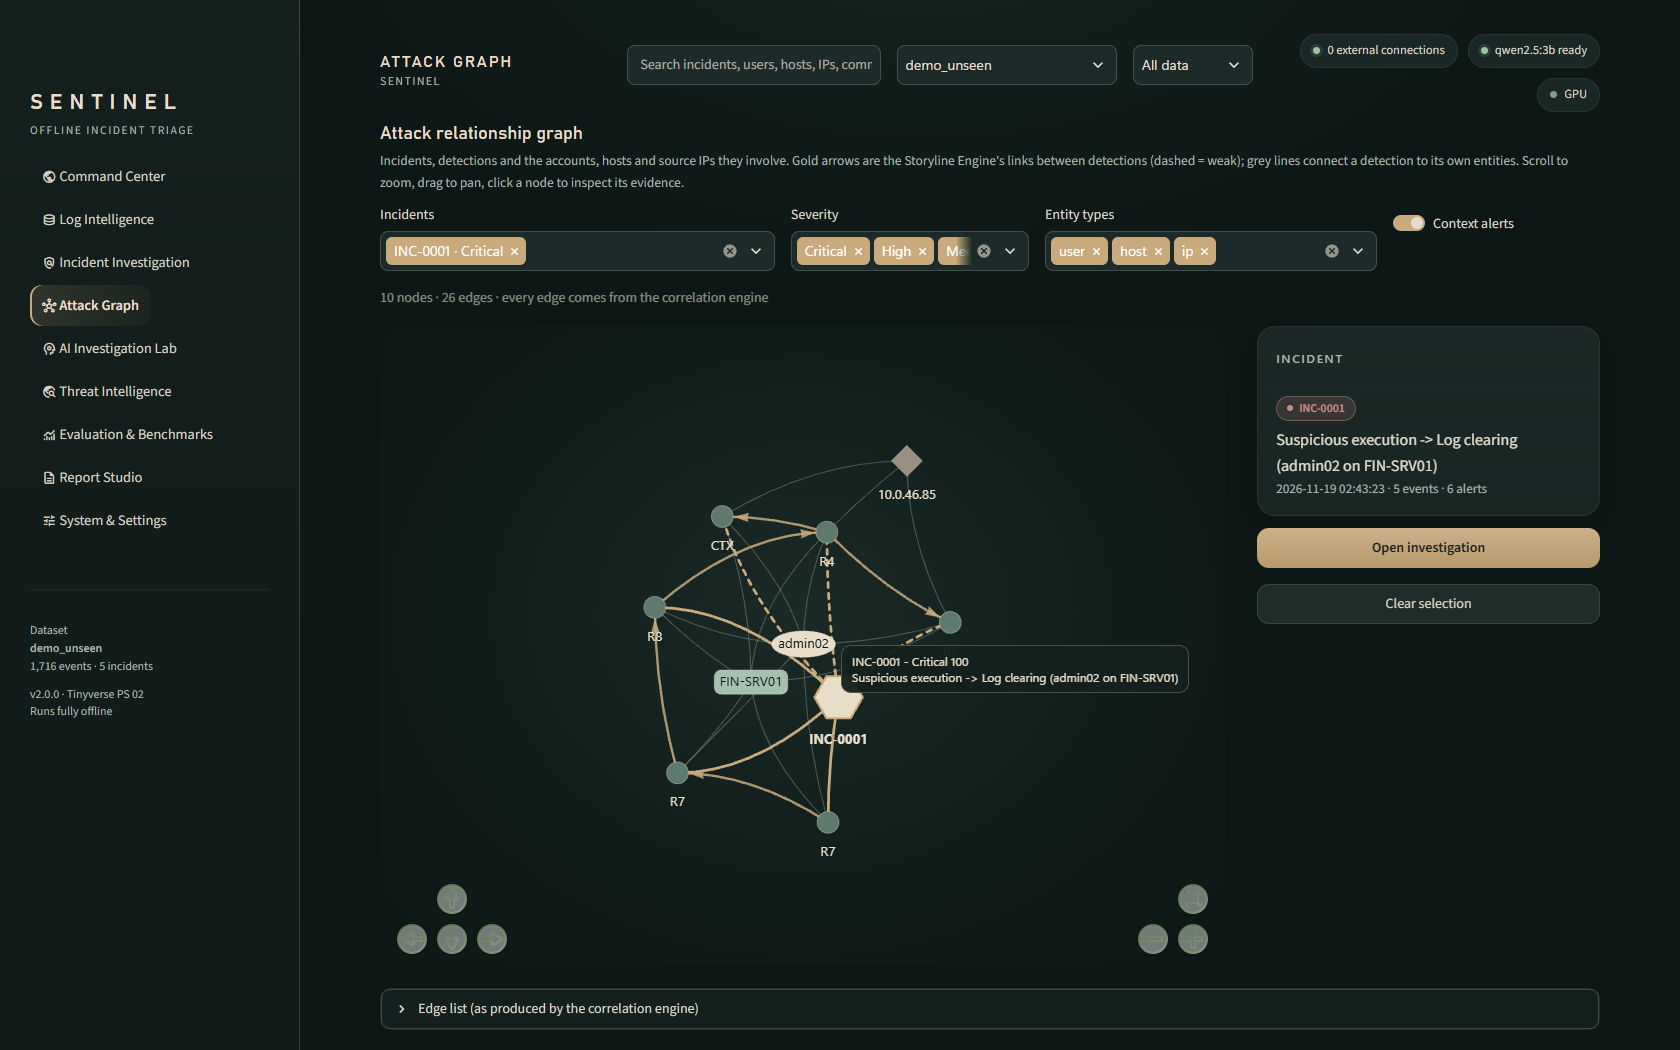 SENTINEL
OFFLINE INCIDENT TRIAGE
Command Center
Log Intelligence
Incident Investigation
Attack Graph
AI Investigation Lab
Threat Intelligence
Evaluation & Benchmarks
Report Studio
System & Settings
Dataset
demo_unseen
1,716 events · 5 incidents
v2.0.0 · Tinyverse PS 02
Runs fully offline
ATTACK GRAPH
SENTINEL
Search incidents, users, hosts, IPs, comr
demo_unseen
All data
0 external connections
qwen2.5:3b ready
GPU
Attack relationship graph
Incidents, detections and the accounts, hosts and source IPs they involve. Gold arrows are the Storyline Engine's links between detections (dashed = weak); grey lines connect a detection to its own entities. Scroll to
zoom, drag to pan, click a node to inspect its evidence.
Incidents
INC-0001 · Critical ×
Severity
Critical × High × Me
Entity types
user × host × ip ×
Context alerts
10 nodes · 26 edges · every edge comes from the correlation engine
10.0.46.85
CTX
R4
R3
admin02
FIN-SRV01
INC-0001 - Critical 100
Suspicious execution -> Log clearing (admin02 on FIN-SRV01)
INC-0001
R7
R7
INCIDENT
INC-0001
Suspicious execution -> Log clearing
(admin02 on FIN-SRV01)
2026-11-19 02:43:23 · 5 events · 6 alerts
Open investigation
Clear selection
Edge list (as produced by the correlation engine)